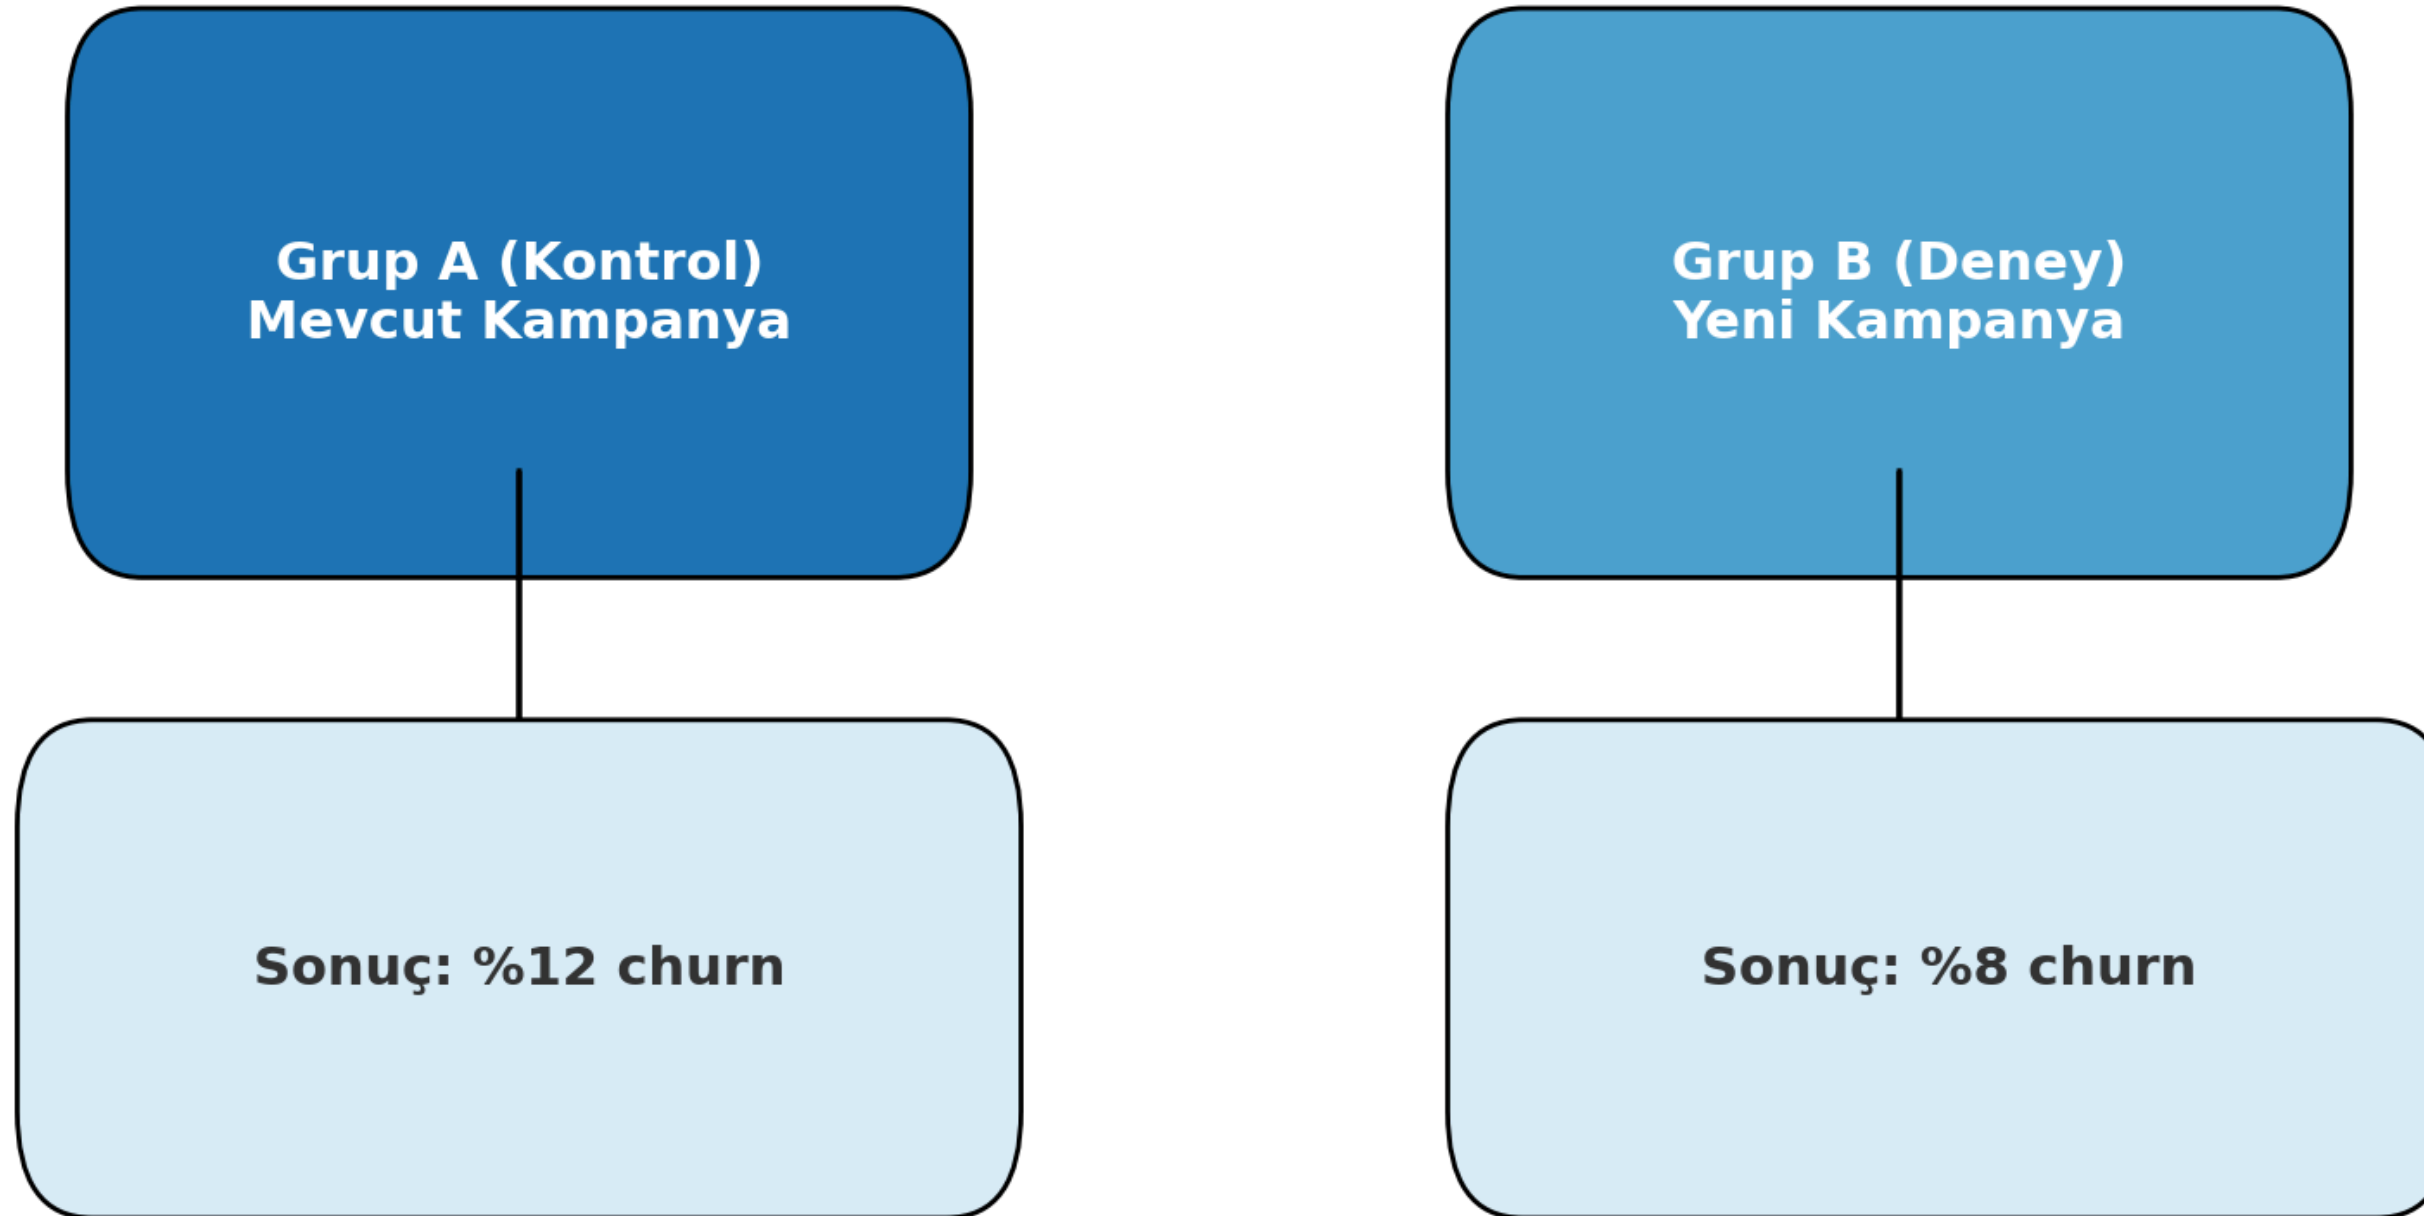 Grup A (Kontrol)
Mevcut Kampanya
Grup B (Deney)
Yeni Kampanya
Sonuç: %12 churn
Sonuç: %8 churn